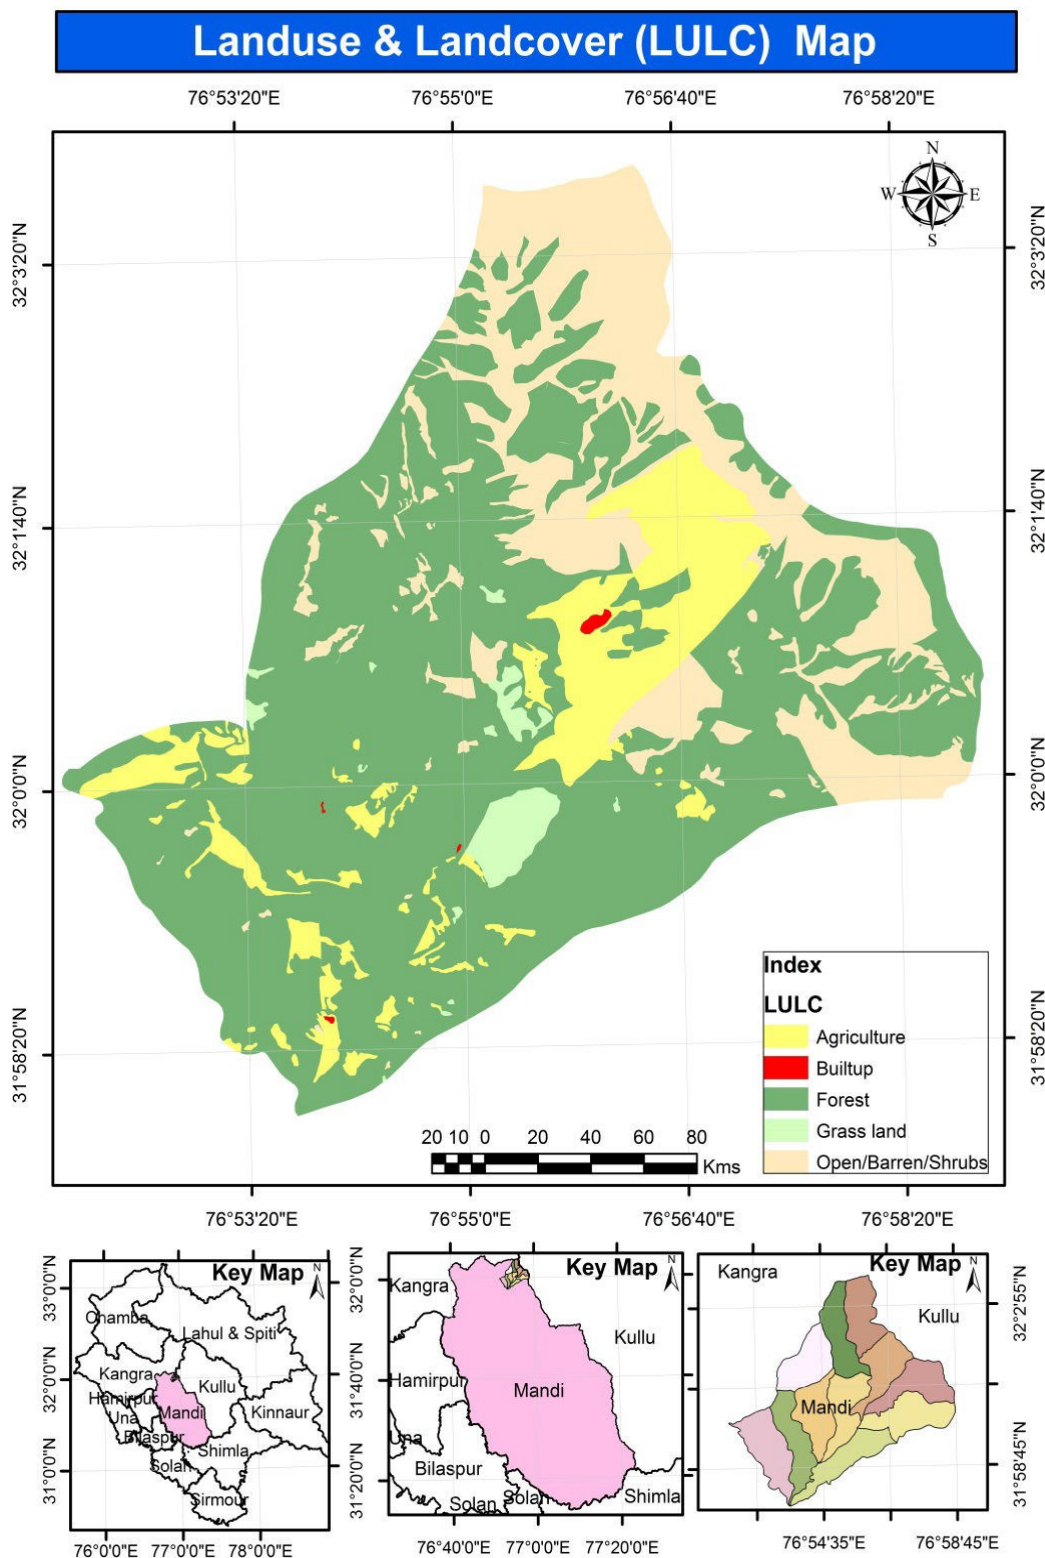 Landuse & Landcover (LULC) Map
76°53'20"E 76°55'0"E 76°56'40"E 76°58'20"E
N
W E
S
32°3'20"N 32°3'20"N
32°1'40"N 32°1'40"N
32°0'0"N 32°0'0"N
31°58'20"N 31°58'20"N
Index
LULC
Agriculture
Builtup
Forest
Grass land
Open/Barren/Shrubs
20 10 0 20 40 60 80
Kms
76°53'20"E 76°55'0"E 76°56'40"E 76°58'20"E
Key Map
N
33°0'0"N
32°0'0"N
31°0'0"N
Chamba
Lahul & Spiti
Kangra
Kullu
Hamirpur
Una
Mandi
Kinnaur
Bilaspur
Shimla
Solan
Sirmour
76°0'0"E 77°0'0"E 78°0'0"E
Key Map
N
32°0'0"N
31°40'0"N
31°20'0"N
Kangra
Kullu
Hamirpur
Mandi
Una
Bilaspur
Solan
Solan
Shimla
76°40'0"E 77°0'0"E 77°20'0"E
Key Map
N
Kangra
Kullu
Mandi
32°2'55"N
31°58'45"N
76°54'35"E 76°58'45"E